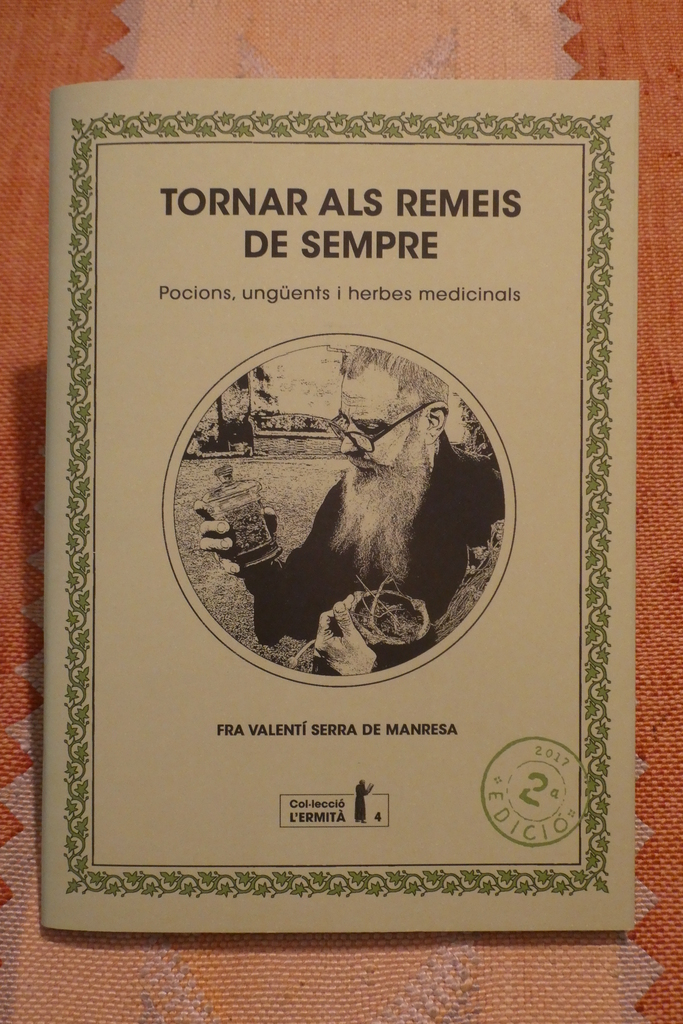 TORNAR ALS REMEIS
DE SEMPRE
Pocions, ungüents i herbes medicinals
FRA VALENTÍ SERRA DE MANRESA
Col·lecció
L'ERMITÀ 4
2017
2ª
EDICIÓ